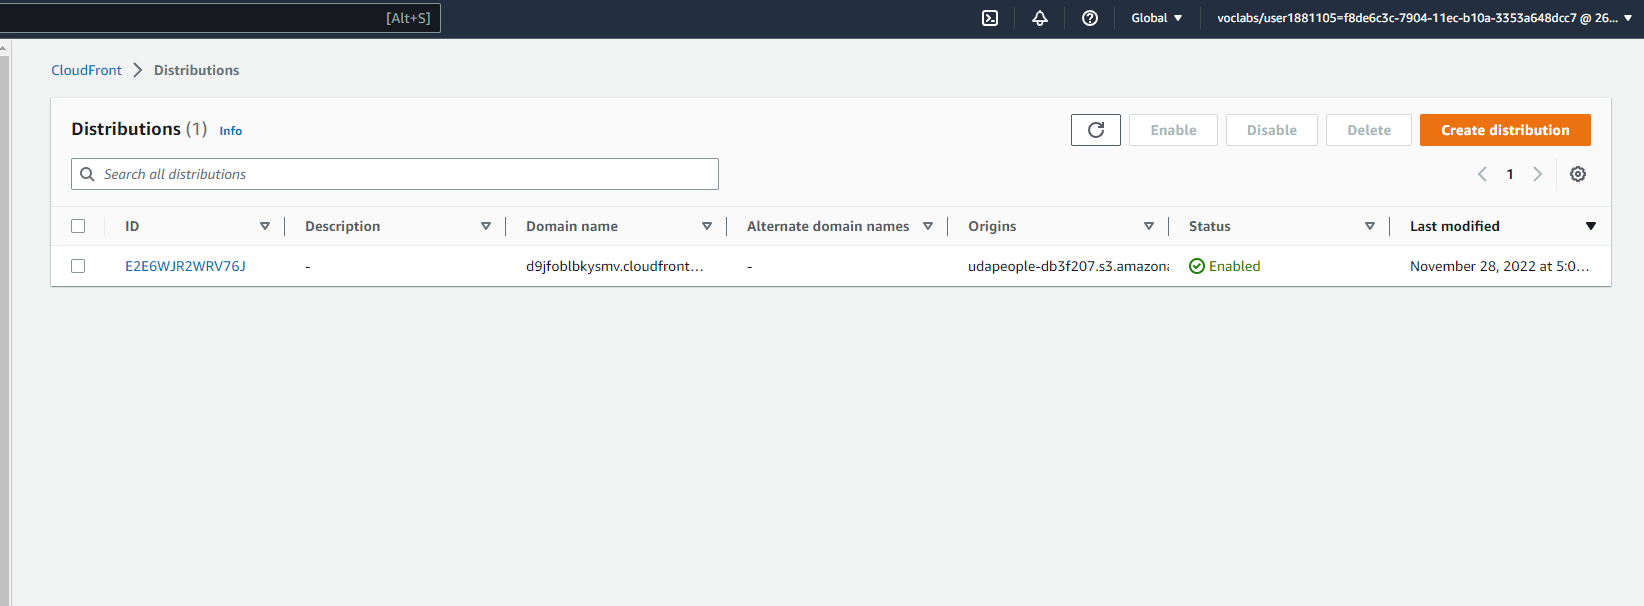 [Alt+S] Global voclabs/user1881105=f8de6c3c-7904-11ec-b10a-3353a648dcc7 @ 26...
CloudFront Distributions
Distributions (1) Info Enable Disable Delete Create distribution
Search all distributions 1
ID Description Domain name Alternate domain names Origins Status Last modified
E2E6WJR2WRV76J - d9jfoblbkysmv.cloudfront... - udapeople-db3f207.s3.amazona Enabled November 28, 2022 at 5:0...